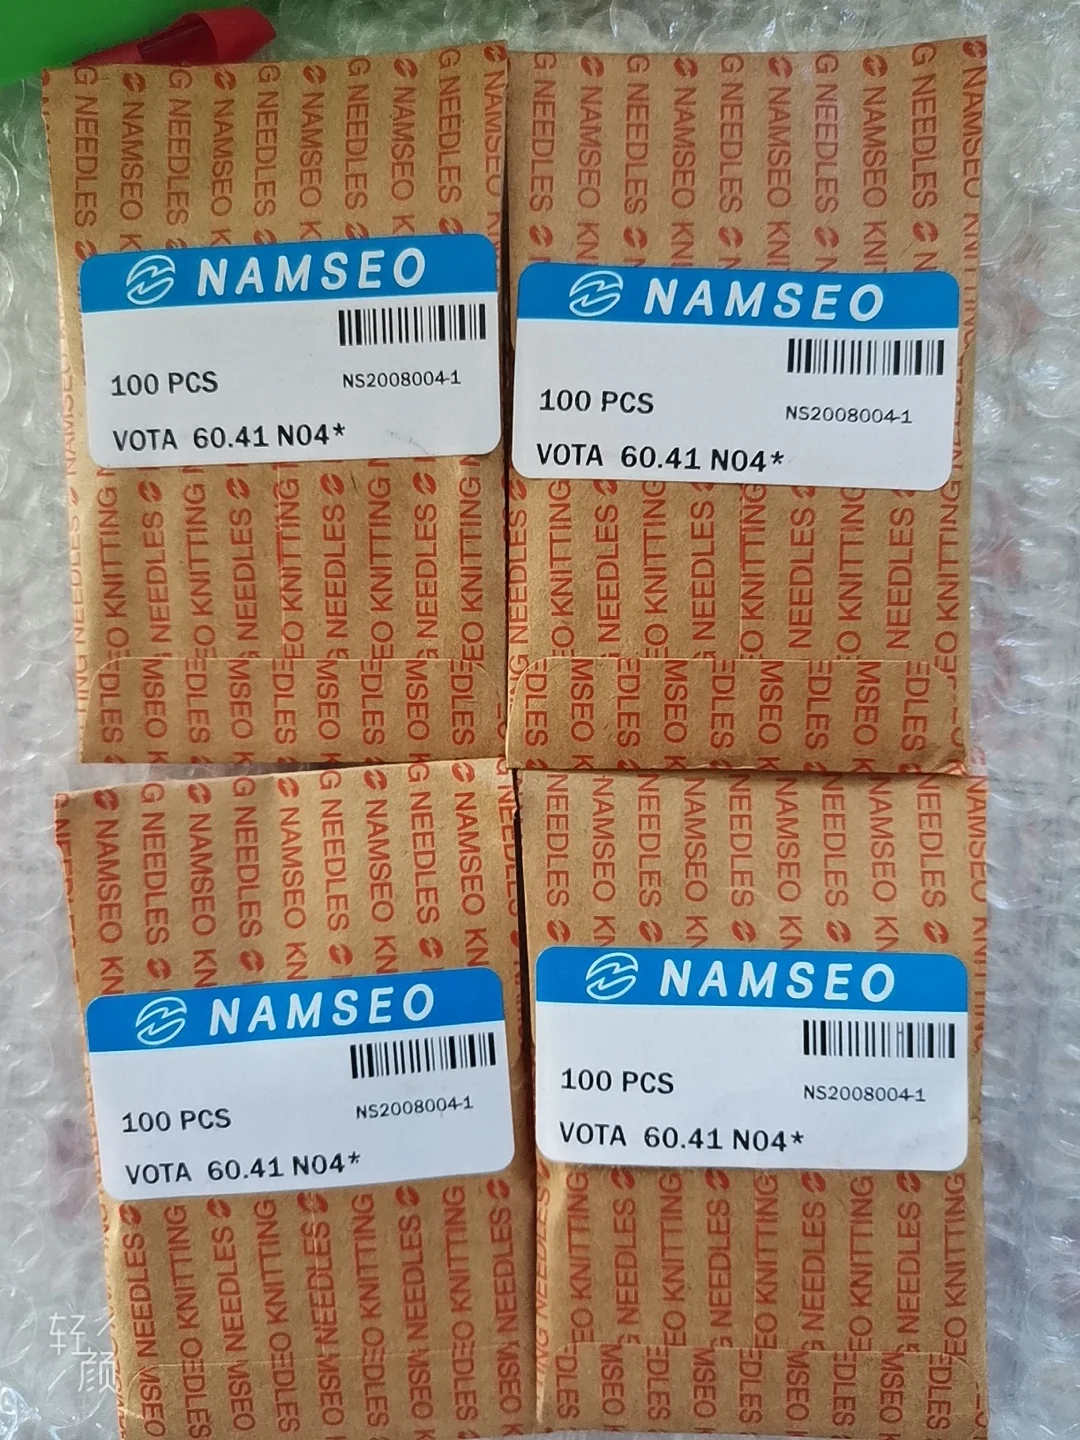 NAMSEO
100 PCS
NS2008004-1
VOTA 60.41 N04*
NAMSEO
100 PCS
NS2008004-1
VOTA 60.41 N04*
NAMSEO
100 PCS
NS2008004-1
VOTA 60.41 N04*
NAMSEO
100 PCS
NS2008004-1
VOTA 60.41 N04*
NAMSEO KNITTING NEEDLES
轻
颜